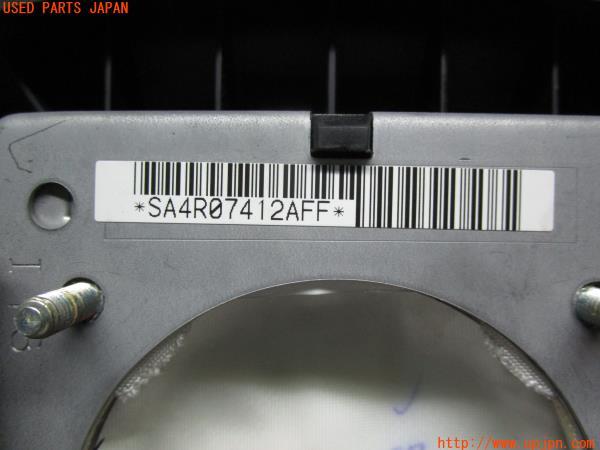 USED PARTS JAPAN
*SA4R07412AFF*
http://www.upjpn.com/